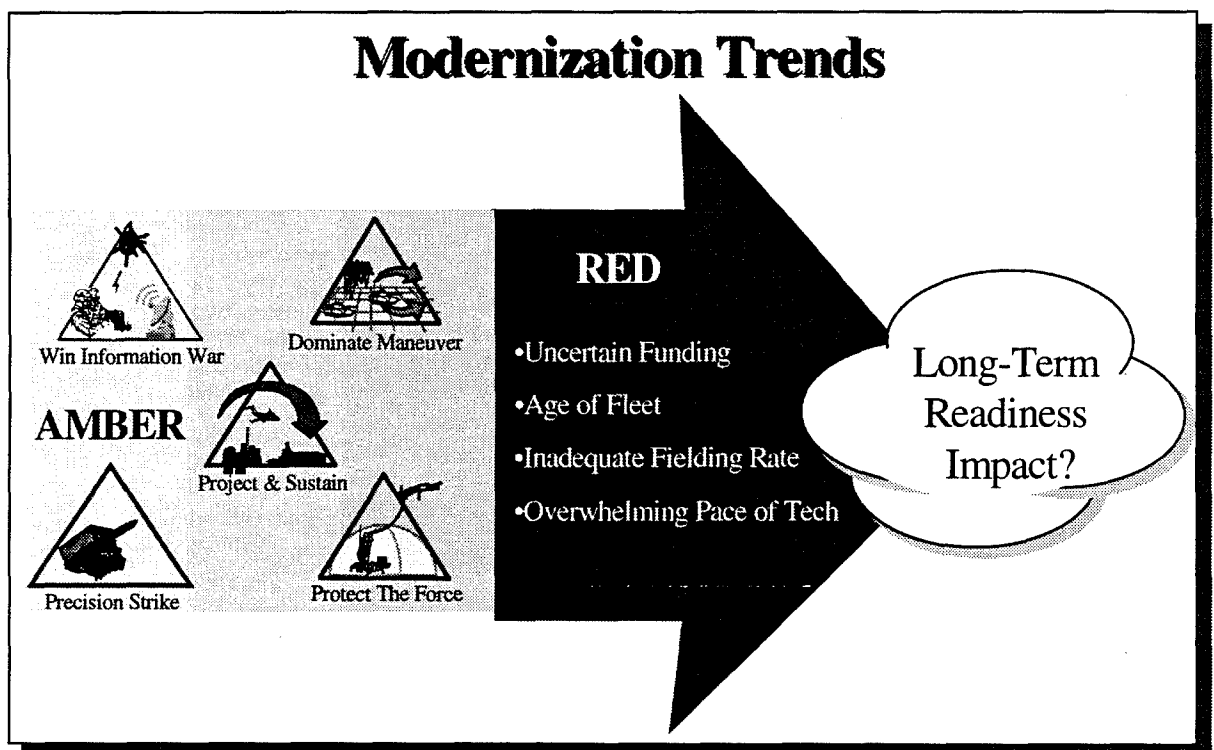 Modernization Trends
Win Information War
Dominate Maneuver
AMBER
Project & Sustain
Precision Strike
Protect The Force
RED
•Uncertain Funding
•Age of Fleet
•Inadequate Fielding Rate
•Overwhelming Pace of Tech
Long-Term
Readiness
Impact?